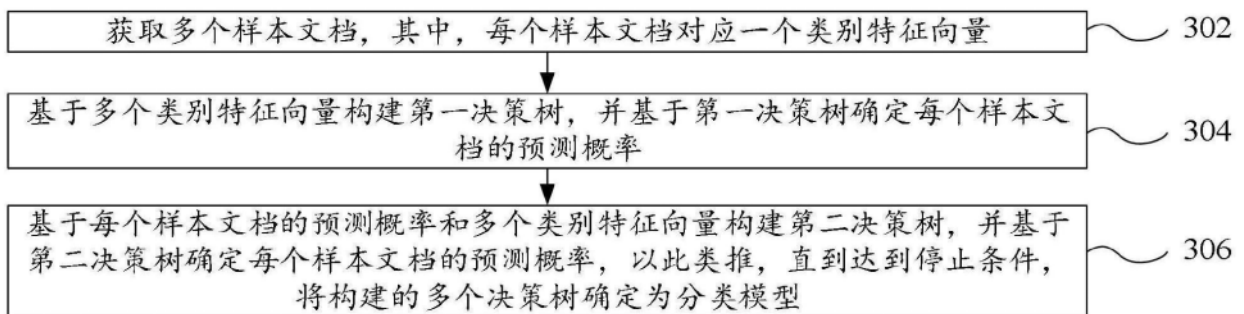 获取多个样本文档，其中，每个样本文档对应一个类别特征向量
302
基于多个类别特征向量构建第一决策树，并基于第一决策树确定每个样本文
档的预测概率
304
基于每个样本文档的预测概率和多个类别特征向量构建第二决策树，并基于
第二决策树确定每个样本文档的预测概率，以此类推，直到达到停止条件，
将构建的多个决策树确定为分类模型
306